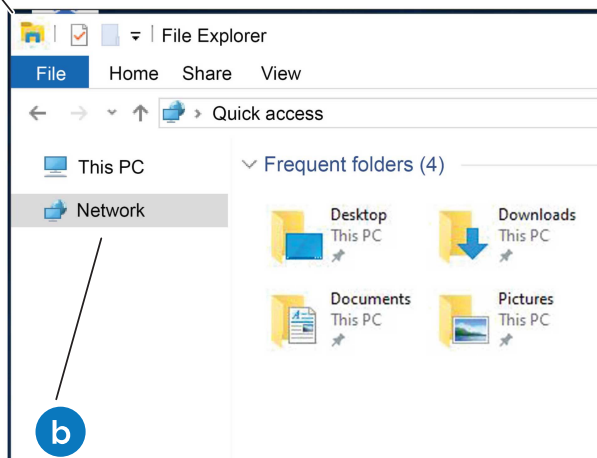 File Explorer
File Home Share View
Quick access
This PC
Frequent folders (4)
Network
Desktop
This PC
Downloads
This PC
Documents
This PC
Pictures
This PC
b